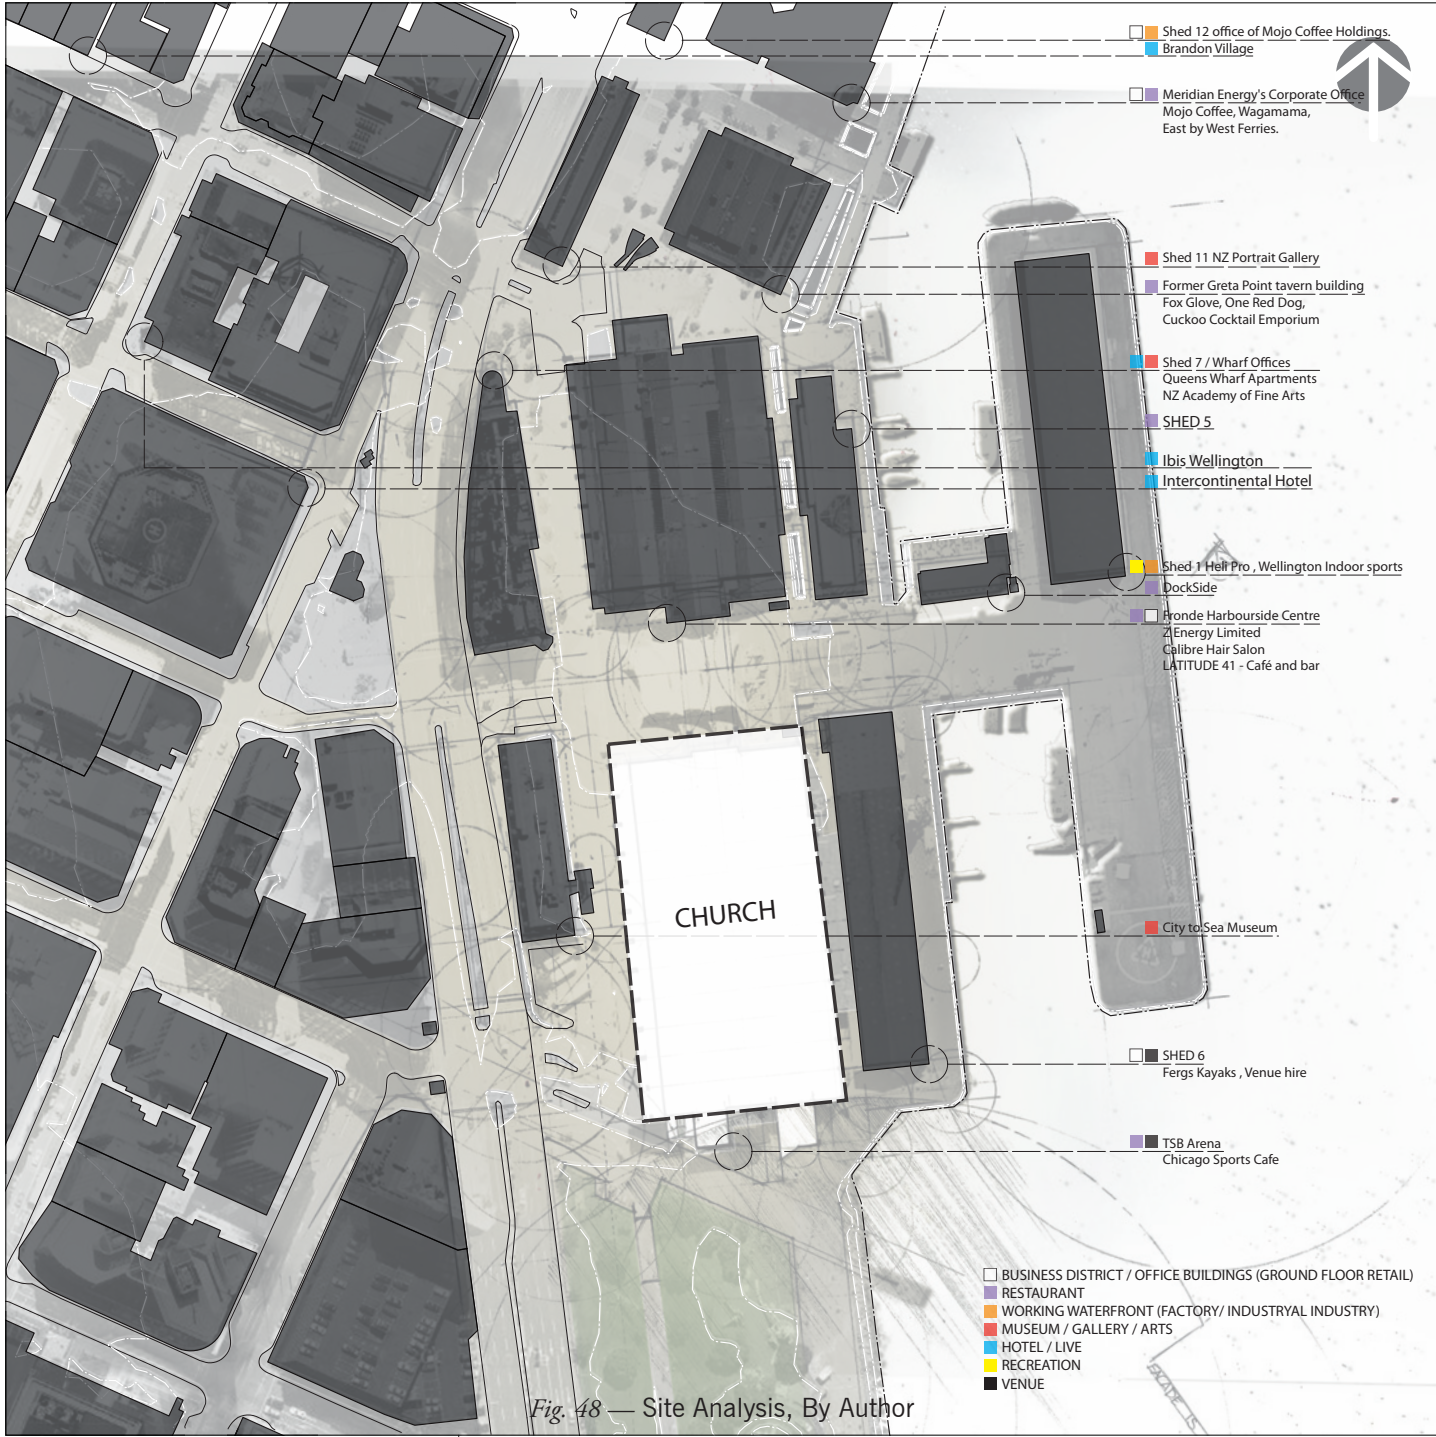 Shed 12 office of Mojo Coffee Holdings.
Brandon Village
Meridian Energy's Corporate Office
Mojo Coffee, Wagamama,
East by West Ferries.
Shed 11 NZ Portrait Gallery
Former Greta Point tavern building
Fox Glove, One Red Dog,
Cuckoo Cocktail Emporium
Shed 7 / Wharf Offices
Queens Wharf Apartments
NZ Academy of Fine Arts
SHED 5
Ibis Wellington
Intercontinental Hotel
Shed 1 Heli Pro , Wellington Indoor sports
DockSide
Fronde Harbourside Centre
Z Energy Limited
Calibre Hair Salon
LATITUDE 41 - Café and bar
CHURCH
City to Sea Museum
SHED 6
Fergs Kayaks , Venue hire
TSB Arena
Chicago Sports Cafe
BUSINESS DISTRICT / OFFICE BUILDINGS (GROUND FLOOR RETAIL)
RESTAURANT
WORKING WATERFRONT (FACTORY/ INDUSTRYAL INDUSTRY)
MUSEUM / GALLERY / ARTS
HOTEL / LIVE
RECREATION
VENUE
Fig. 48 — Site Analysis, By Author